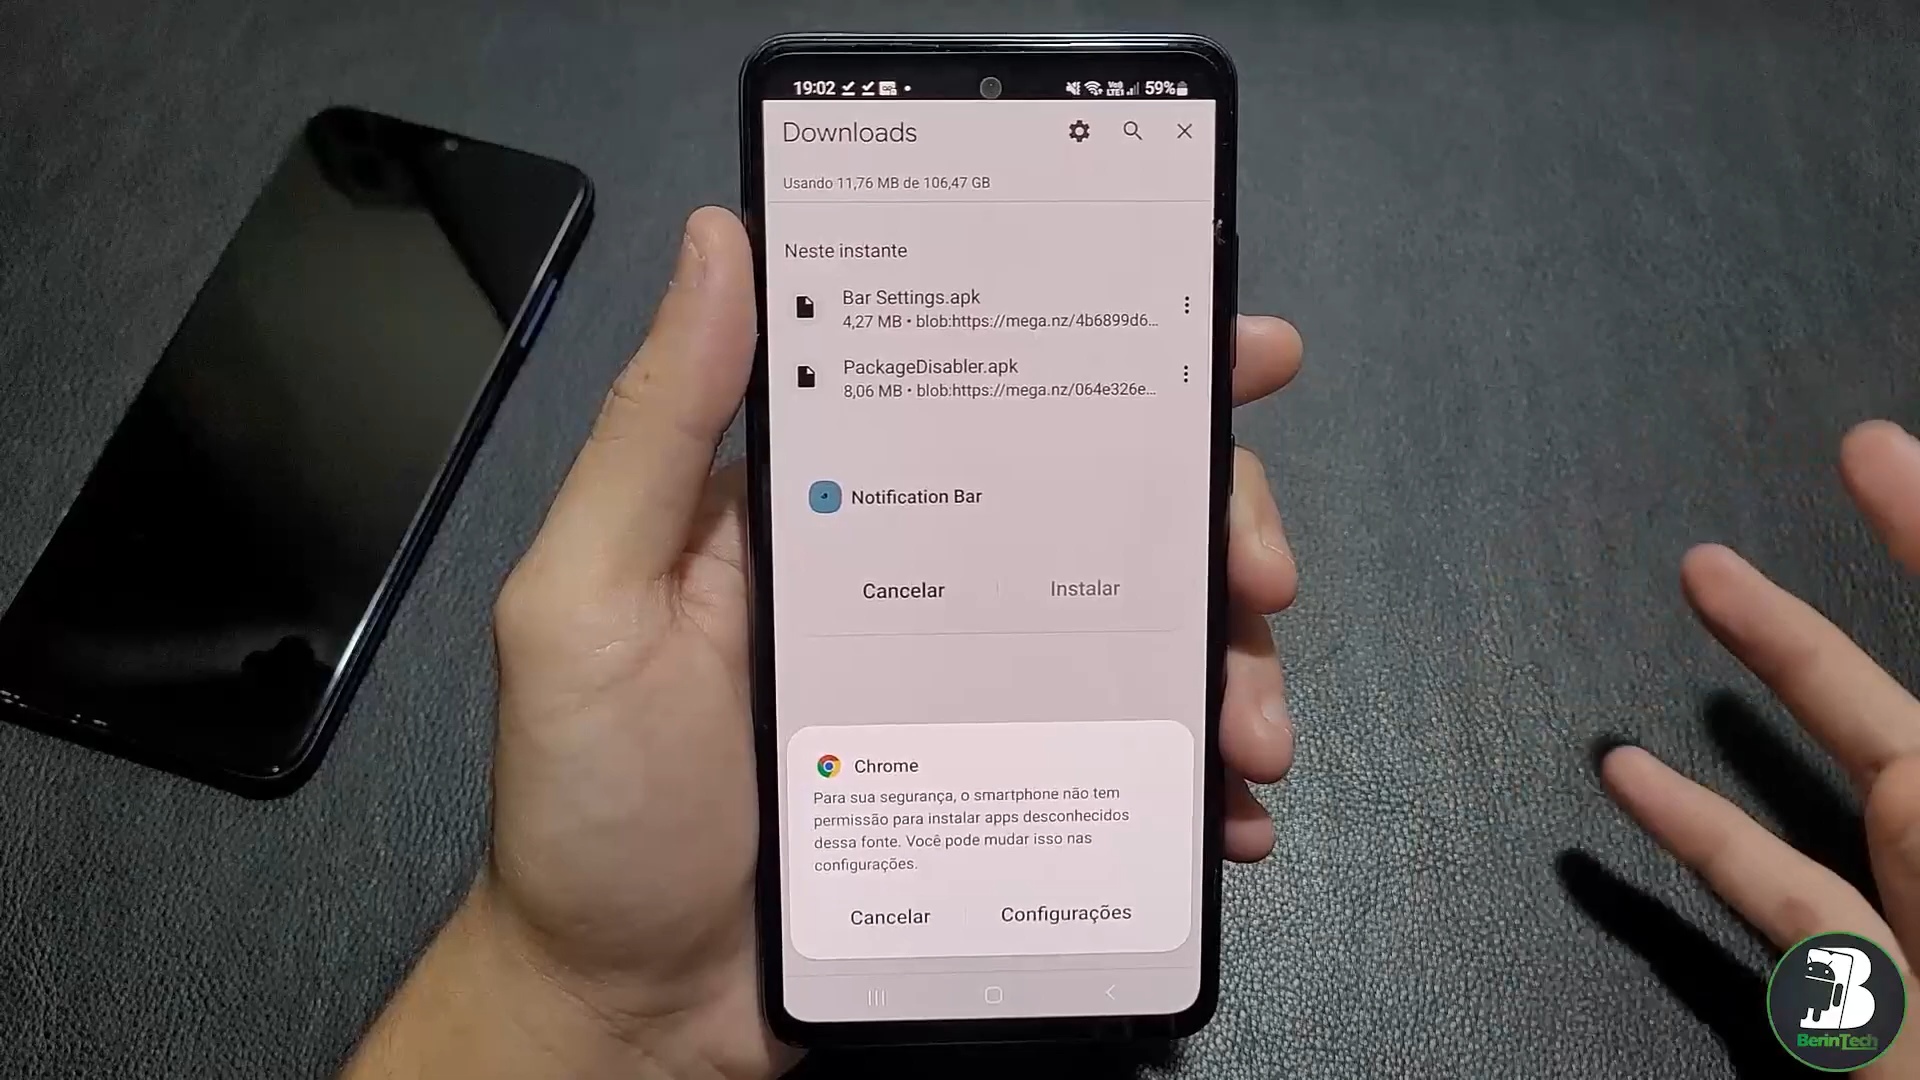 19:02
59%
Downloads
Usando 11,76 MB de 106,47 GB
Neste instante
Bar Settings.apk
4,27 MB • blob:https://mega.nz/4b6899d6...
PackageDisabler.apk
8,06 MB • blob:https://mega.nz/064e326e...
Notification Bar
Cancelar
Instalar
Chrome
Para sua segurança, o smartphone não tem
permissão para instalar apps desconhecidos
dessa fonte. Você pode mudar isso nas
configurações.
Cancelar
Configurações
B
BerinTech